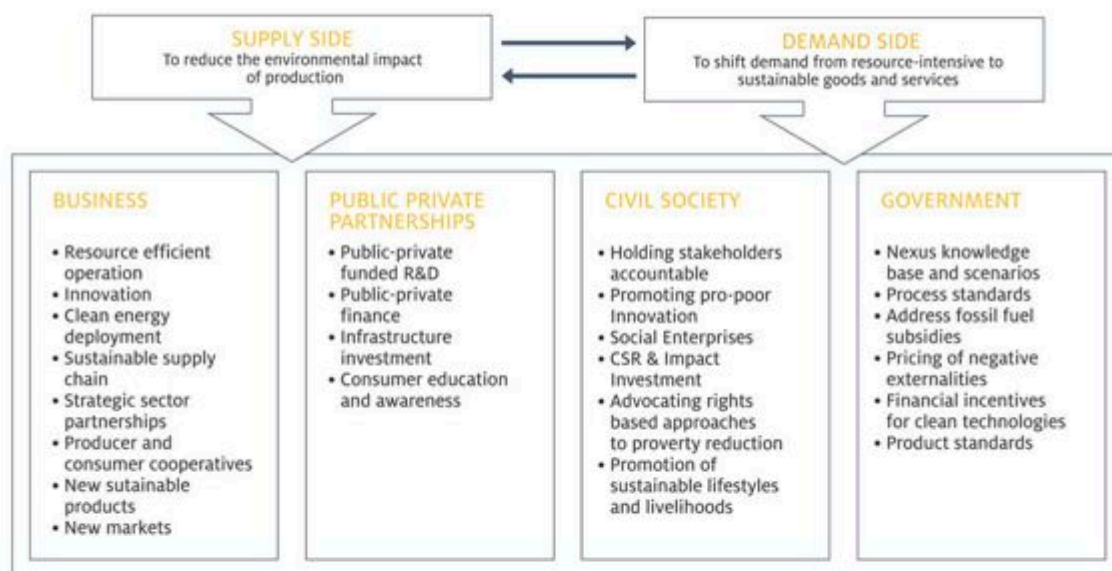 SUPPLY SIDE
To reduce the environmental impact
of production
DEMAND SIDE
To shift demand from resource-intensive to
sustainable goods and services
BUSINESS
• Resource efficient
operation
• Innovation
• Clean energy
deployment
• Sustainable supply
chain
• Strategic sector
partnerships
• Producer and
consumer cooperatives
• New sutainable
products
• New markets
PUBLIC PRIVATE
PARTNERSHIPS
• Public-private
funded R&D
• Public-private
finance
• Infrastructure
investment
• Consumer education
and awareness
CIVIL SOCIETY
• Holding stakeholders
accountable
• Promoting pro-poor
Innovation
• Social Enterprises
• CSR & Impact
Investment
• Advocating rights
based approaches
to proverty reduction
• Promotion of
sustainable lifestyles
and livelihoods
GOVERNMENT
• Nexus knowledge
base and scenarios
• Process standards
• Address fossil fuel
subsidies
• Pricing of negative
externalities
• Financial incentives
for clean technologies
• Product standards